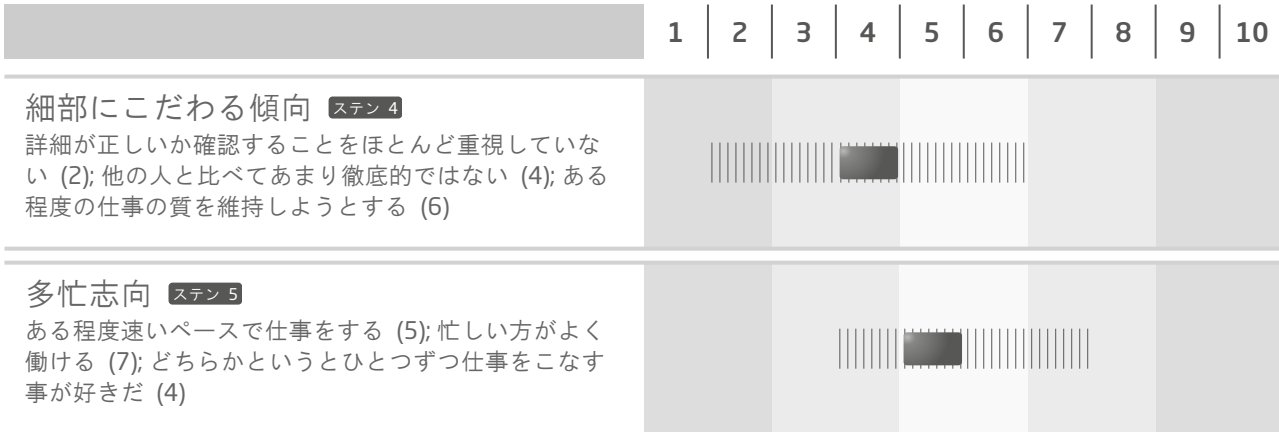 1 2 3 4 5 6 7 8 9 10
細部にこだわる傾向 ステン 4
詳細が正しいか確認することをほとんど重視していな
い (2); 他の人と比べてあまり徹底的ではない (4); ある
程度の仕事の質を維持しようとする (6)
多忙志向 ステン 5
ある程度速いペースで仕事をする (5); 忙しい方がよく
働ける (7); どちらかというとひとつずつ仕事をこなす
事が好きだ (4)